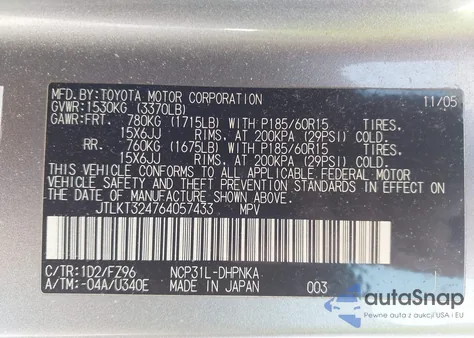 MFD.BY:TOYOTA MOTOR CORPORATION 11/05
GVWR:1530KG (3370LB)
GAWR:FRT. 780KG (1715LB) WITH P185/60R15 TIRES.
15X6JJ RIMS. AT 200KPA (29PSI) COLD.
RR. 760KG (1675LB) WITH P185/60R15 TIRES.
15X6JJ RIMS. AT 200KPA (29PSI) COLD.
THIS VEHICLE CONFORMS TO ALL APPLICABLE FEDERAL MOTOR
VEHICLE SAFETY AND THEFT PREVENTION STANDARDS IN EFFECT ON
THE DATE OF MANUFACTURE SHOWN ABOVE.
JTLKT324764057433 MPV
C/TR:1D2/FZ96 NCP31L-DHPNKA
A/TM:-04A/U340E MADE IN JAPAN 003
autoSnap
Pewne auta z aukcji USA i EU